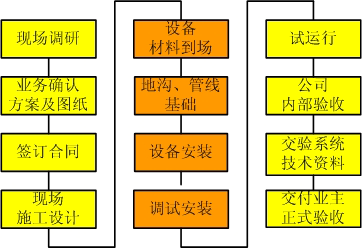 现场调研
业务确认
方案及图纸
签订合同
现场
施工设计
设备
材料到场
地沟、管线
基础
设备安装
调试安装
试运行
公司
内部验收
交验系统
技术资料
交付业主
正式验收